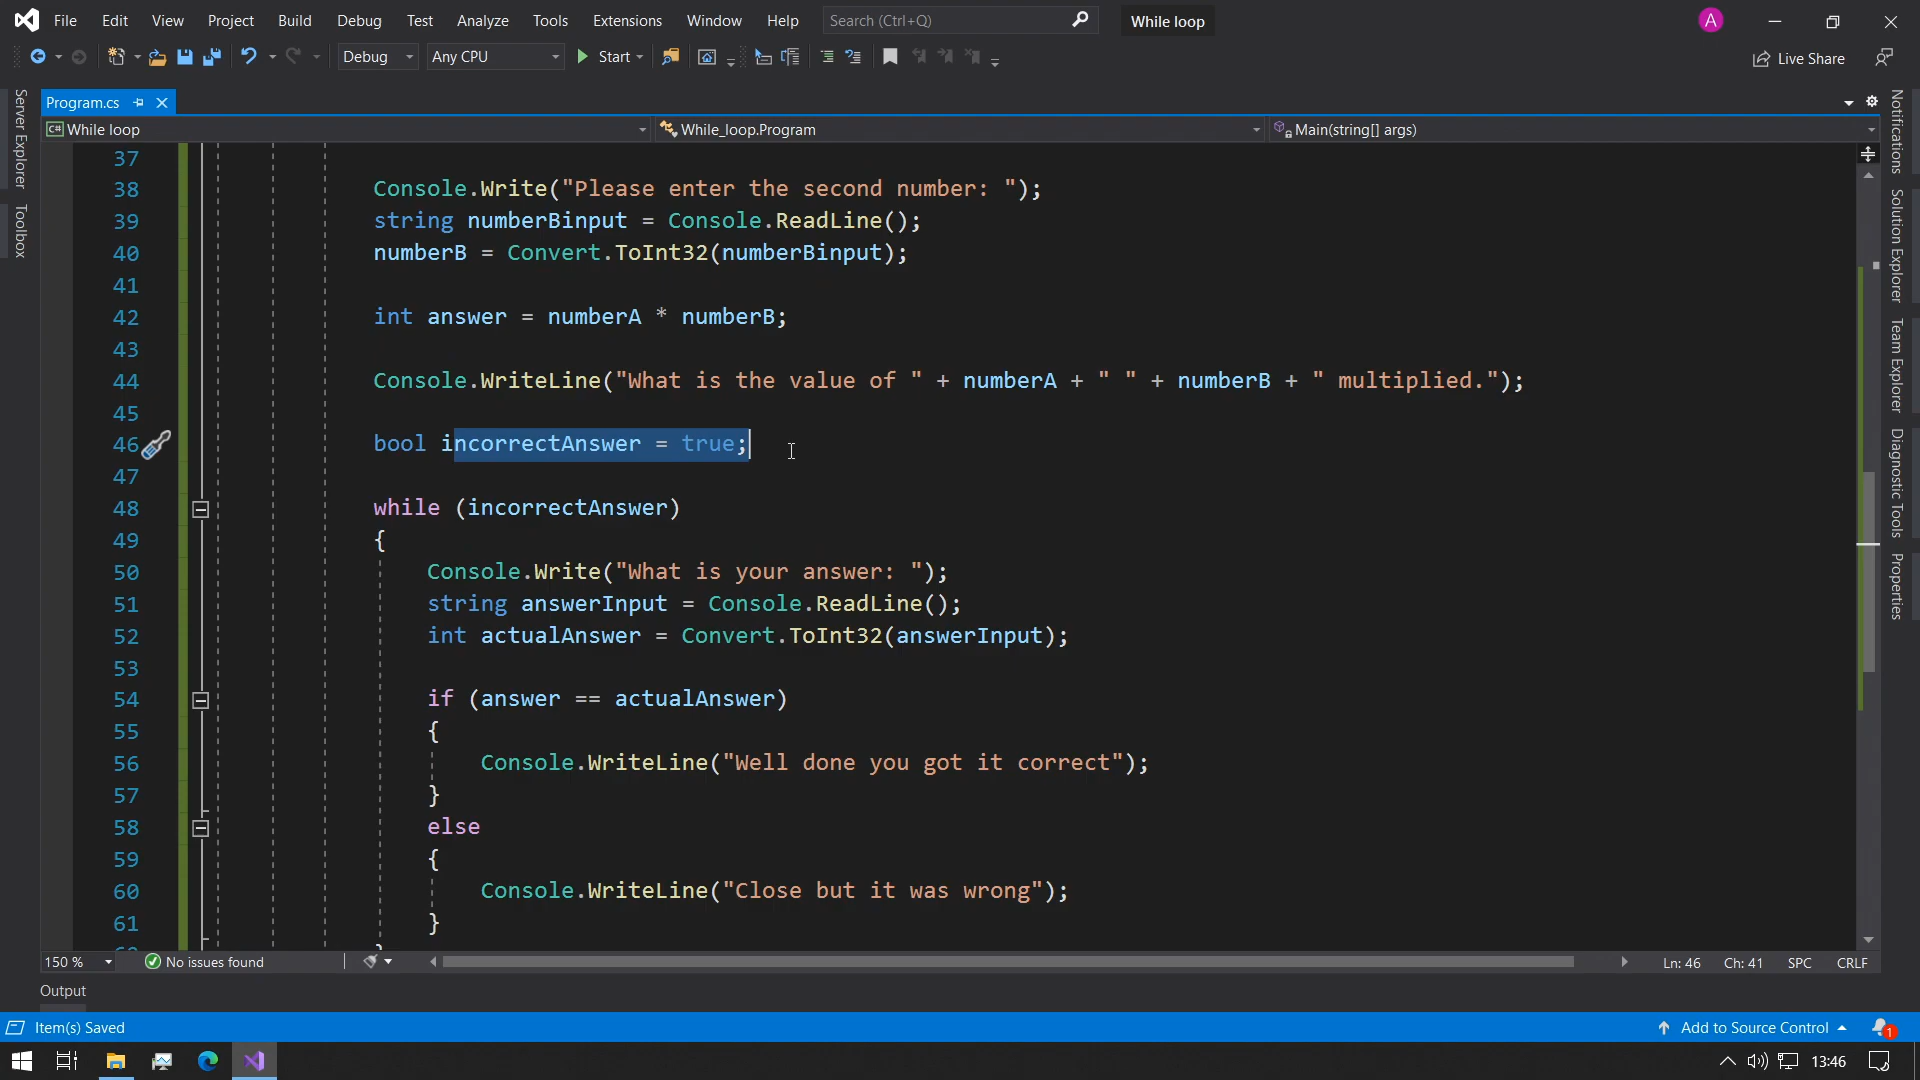 File Edit View Project Build Debug Test Analyze Tools Extensions Window Help Search (Ctrl+Q) While loop A
Debug Any CPU Start Live Share
Program.cs
C# While loop While_loop.Program Main(string[] args)
Server Explorer
Toolbox
37
38 Console.Write("Please enter the second number: ");
39 string numberBinput = Console.ReadLine();
40 numberB = Convert.ToInt32(numberBinput);
41
42 int answer = numberA * numberB;
43
44 Console.WriteLine("What is the value of " + numberA + " " + numberB + " multiplied.");
45
46 bool incorrectAnswer = true;
47
48 while (incorrectAnswer)
49 {
50 Console.Write("What is your answer: ");
51 string answerInput = Console.ReadLine();
52 int actualAnswer = Convert.ToInt32(answerInput);
53
54 if (answer == actualAnswer)
55 {
56 Console.WriteLine("Well done you got it correct");
57 }
58 else
59 {
60 Console.WriteLine("Close but it was wrong");
61 }
Notifications
Solution Explorer
Team Explorer
Diagnostic Tools
Properties
150 % No issues found Ln: 46 Ch: 41 SPC CRLF
Output
Item(s) Saved Add to Source Control 1
13:46